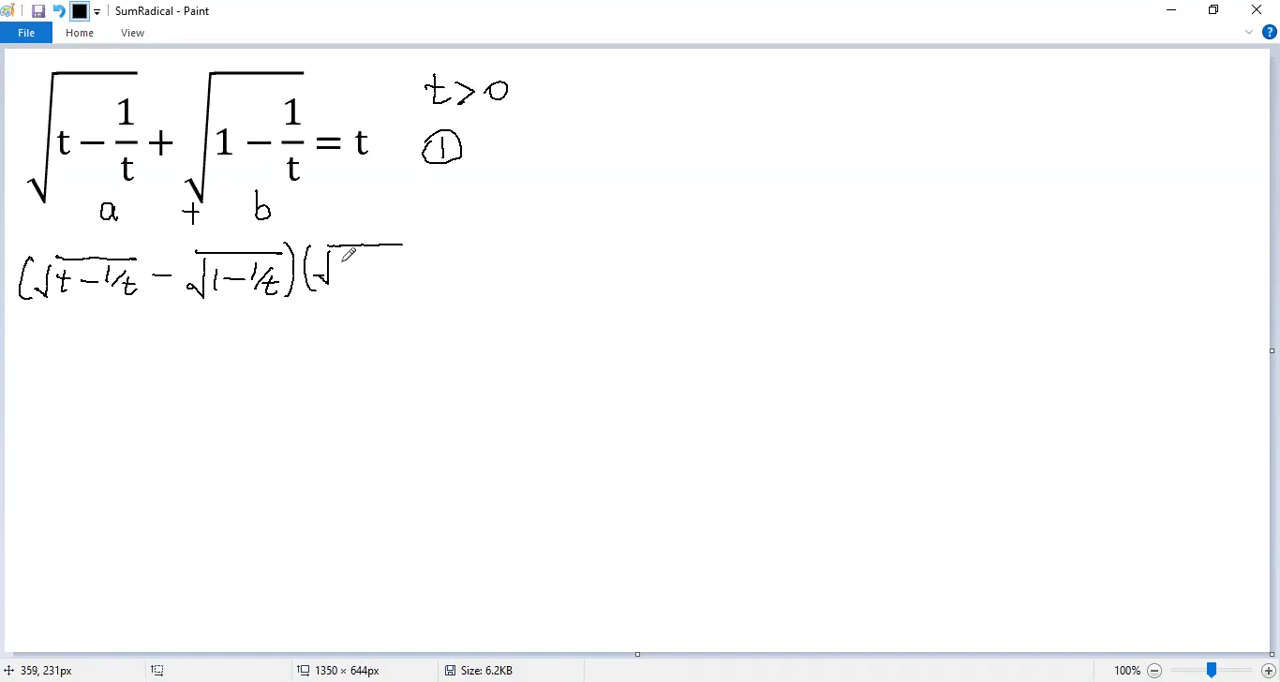 SumRadical - Paint
File Home View
√(t − 1/t) + √(1 − 1/t) = t
t > 0
①
a + b
(√(t − 1/t) − √(1 − 1/t))(√
359, 231px 1350 × 644px Size: 6.2KB 100%